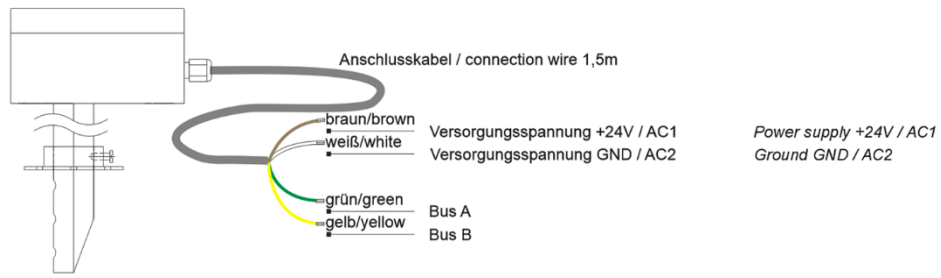 Anschlusskabel / connection wire 1,5m
braun/brown
Versorgungsspannung +24V / AC1 Power supply +24V / AC1
weiß/white
Versorgungsspannung GND / AC2 Ground GND / AC2
grün/green
Bus A
gelb/yellow
Bus B